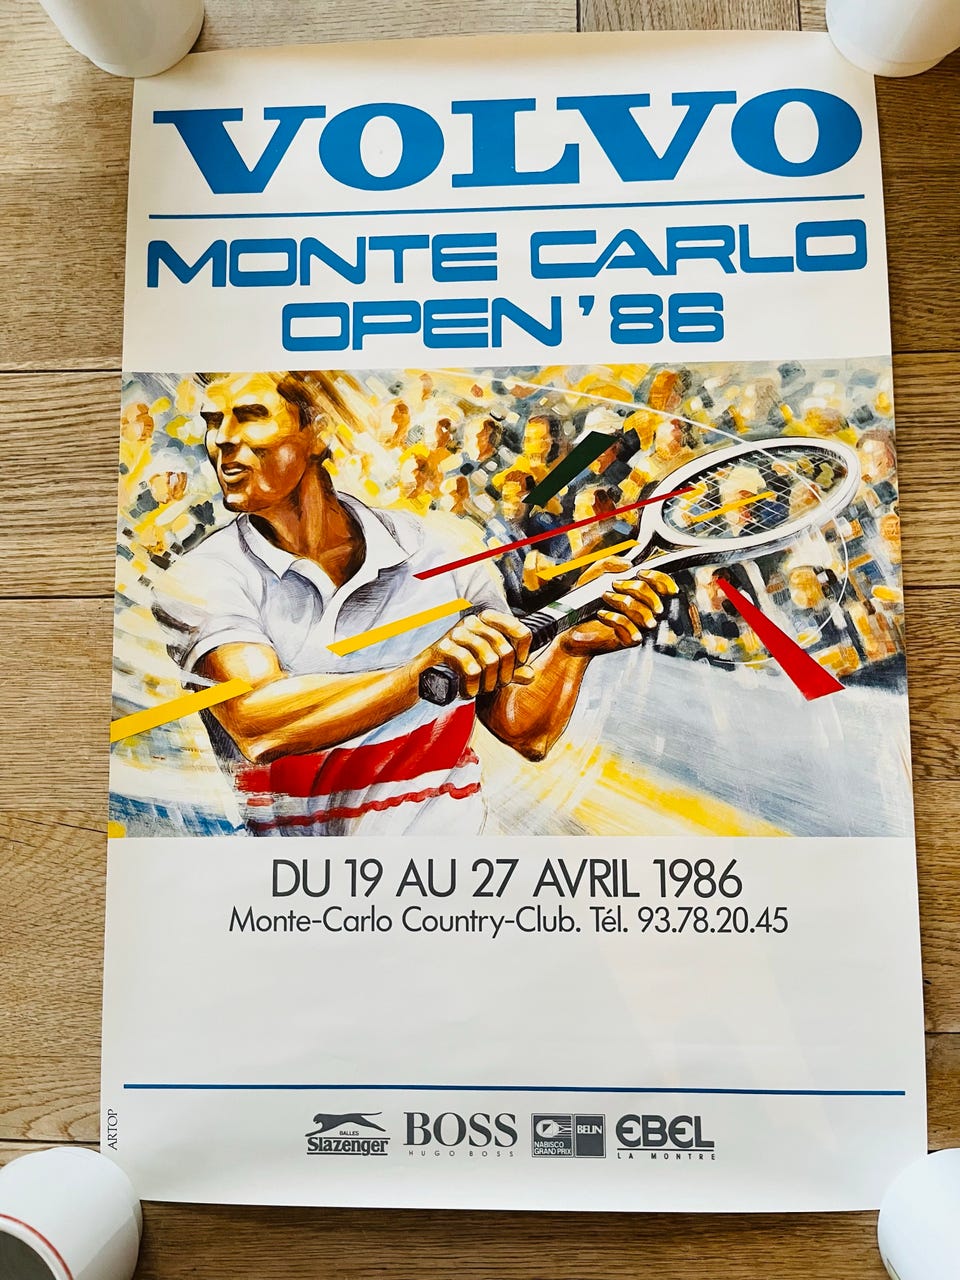 VOLVO
MONTE CARLO
OPEN '86
DU 19 AU 27 AVRIL 1986
Monte-Carlo Country-Club. Tél. 93.78.20.45
ARTOP
BALLES
Slazenger
BOSS
HUGO BOSS
NABISCO
GRAND PRIX
BELIN
EBEL
LA MONTRE